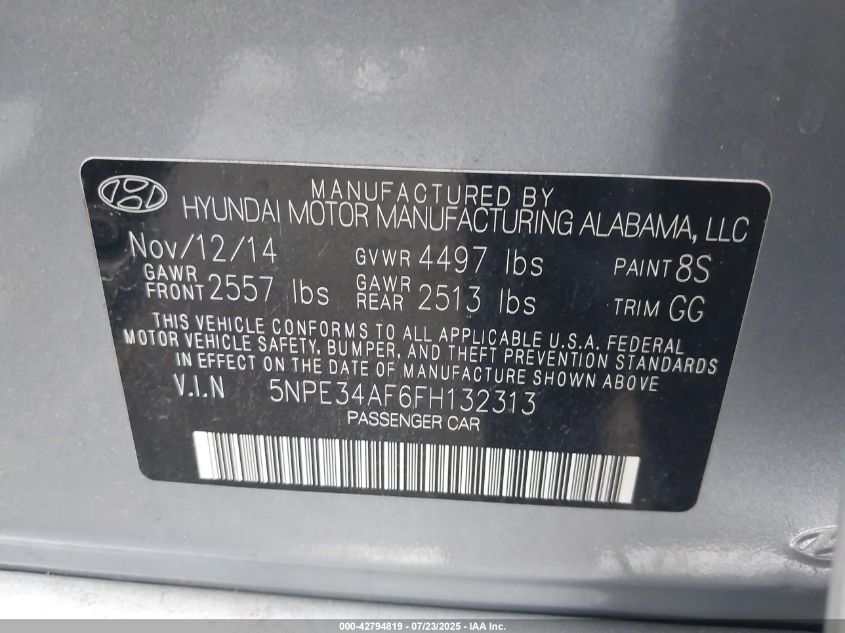 MANUFACTURED BY
HYUNDAI MOTOR MANUFACTURING ALABAMA, LLC
Nov/12/14 GVWR 4497 lbs PAINT 8S
GAWR FRONT 2557 lbs GAWR REAR 2513 lbs TRIM GG
THIS VEHICLE CONFORMS TO ALL APPLICABLE U.S.A. FEDERAL
MOTOR VEHICLE SAFETY, BUMPER, AND THEFT PREVENTION STANDARDS
IN EFFECT ON THE DATE OF MANUFACTURE SHOWN ABOVE
V.I.N 5NPE34AF6FH132313
PASSENGER CAR
000-42794819 - 07/23/2025 - IAA Inc.